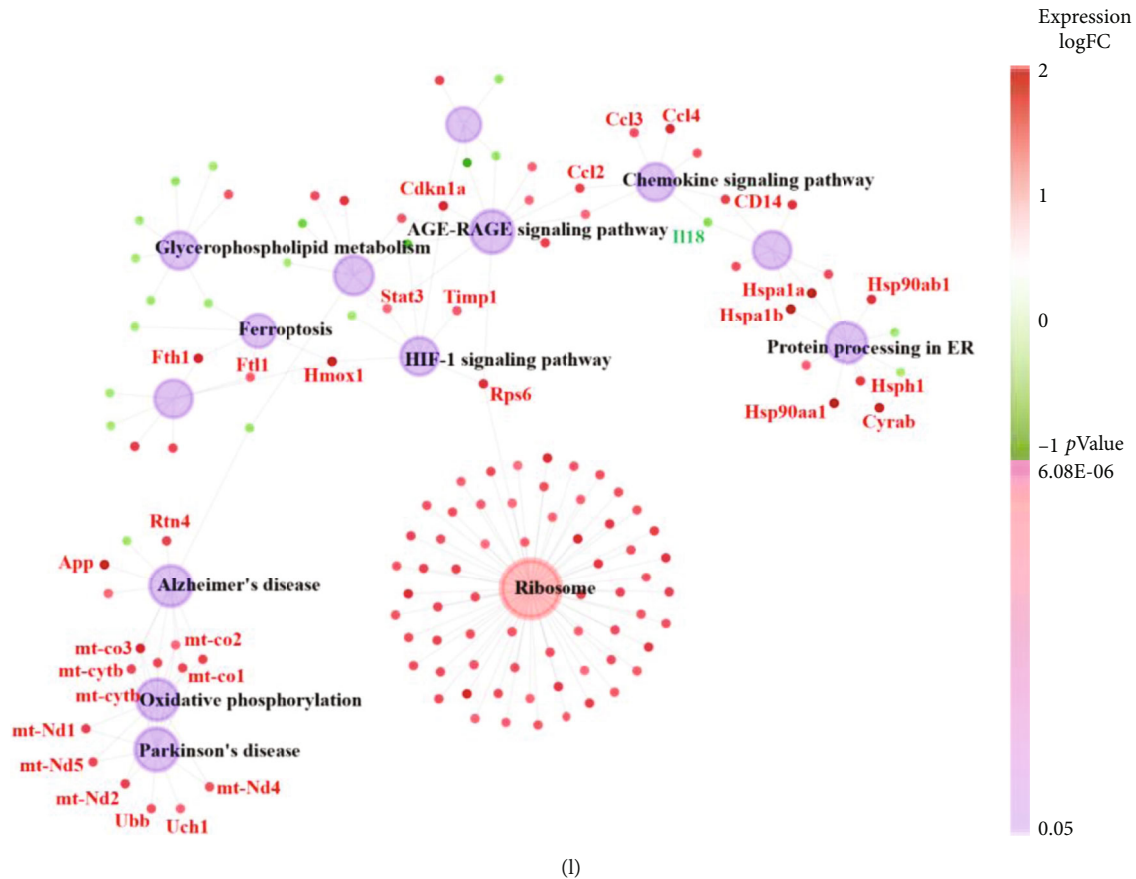 Expression
logFC
2
Ccl3
Ccl4
Ccl2
Chemokine signaling pathway
Cdkn1a
CD14
1
AGE-RAGE signaling pathway
Il18
Glycerophospholipid metabolism
Hsp90ab1
Stat3
Timp1
Hspa1a
Hspa1b
0
Ferroptosis
Protein processing in ER
Fth1
Ftl1
Hmox1
HIF-1 signaling pathway
Hsph1
Rps6
Hsp90aa1
Cyrab
−1 pValue
6.08E-06
Rtn4
App
Alzheimer's disease
Ribosome
mt-co3
mt-co2
mt-cytb
mt-co1
mt-cytb
Oxidative phosphorylation
mt-Nd1
Parkinson's disease
mt-Nd5
mt-Nd4
mt-Nd2
Ubb
Uch1
0.05
(l)